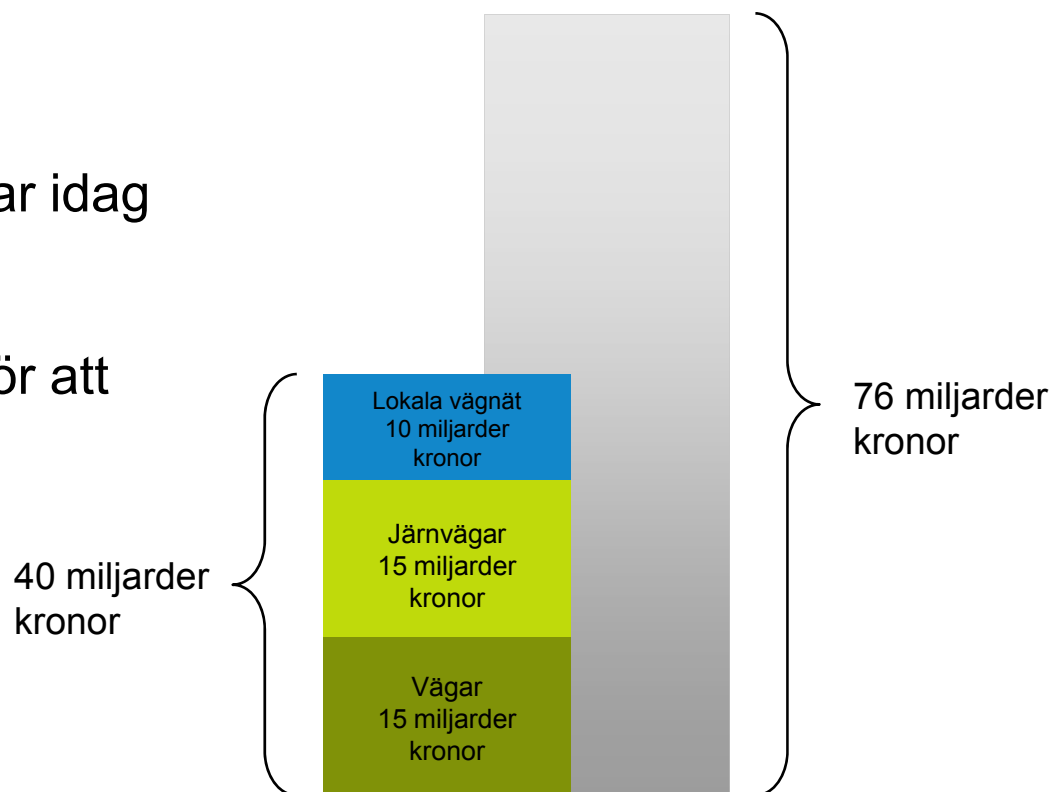 ar idag
ör att
Lokala vägnät
10 miljarder
kronor
Järnvägar
15 miljarder
kronor
Vägar
15 miljarder
kronor
40 miljarder
kronor
76 miljarder
kronor